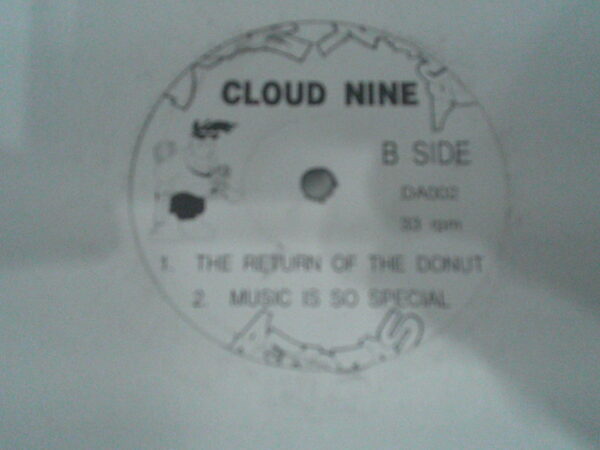 CLOUD NINE
B SIDE
DA002
33 rpm
1. THE RETURN OF THE DONUT
2. MUSIC IS SO SPECIAL